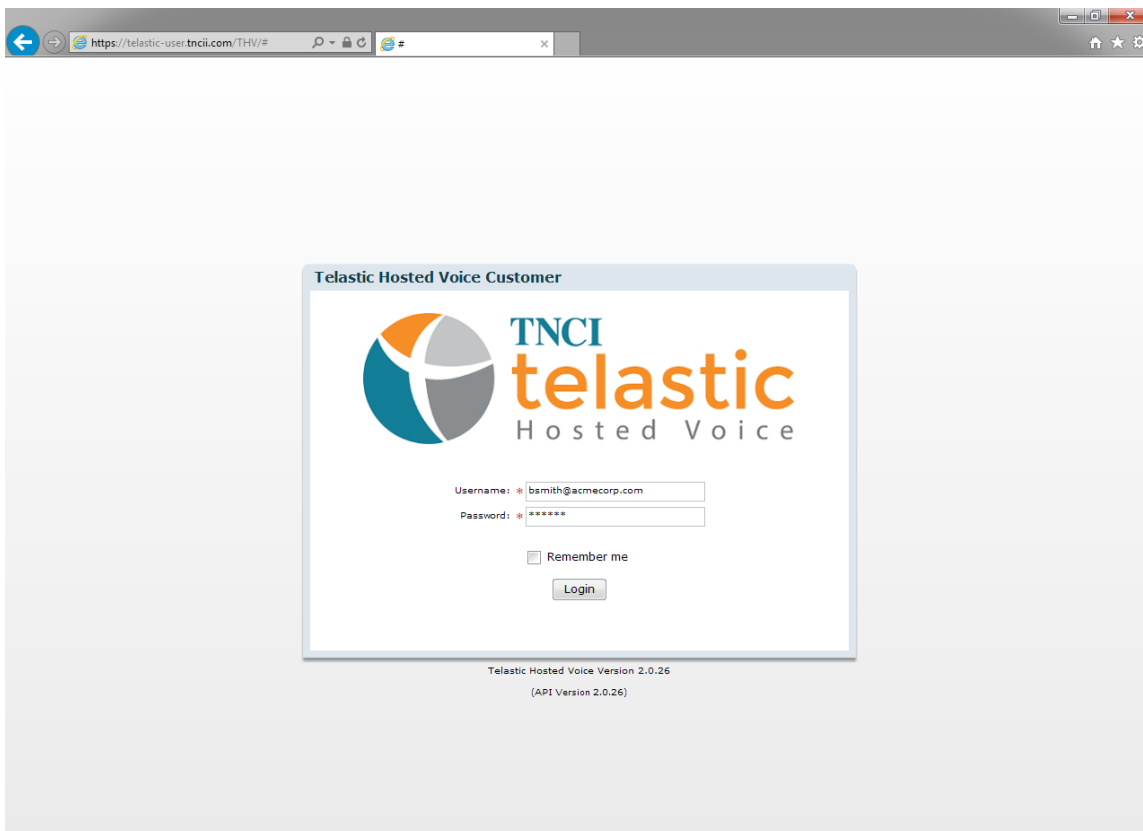 https://telastic-user.tncii.com/THV/#
#
Telastic Hosted Voice Customer
TNCI
telastic
Hosted Voice
Username: * bsmith@acmecorp.com
Password: * ******
Remember me
Login
Telastic Hosted Voice Version 2.0.26
(API Version 2.0.26)